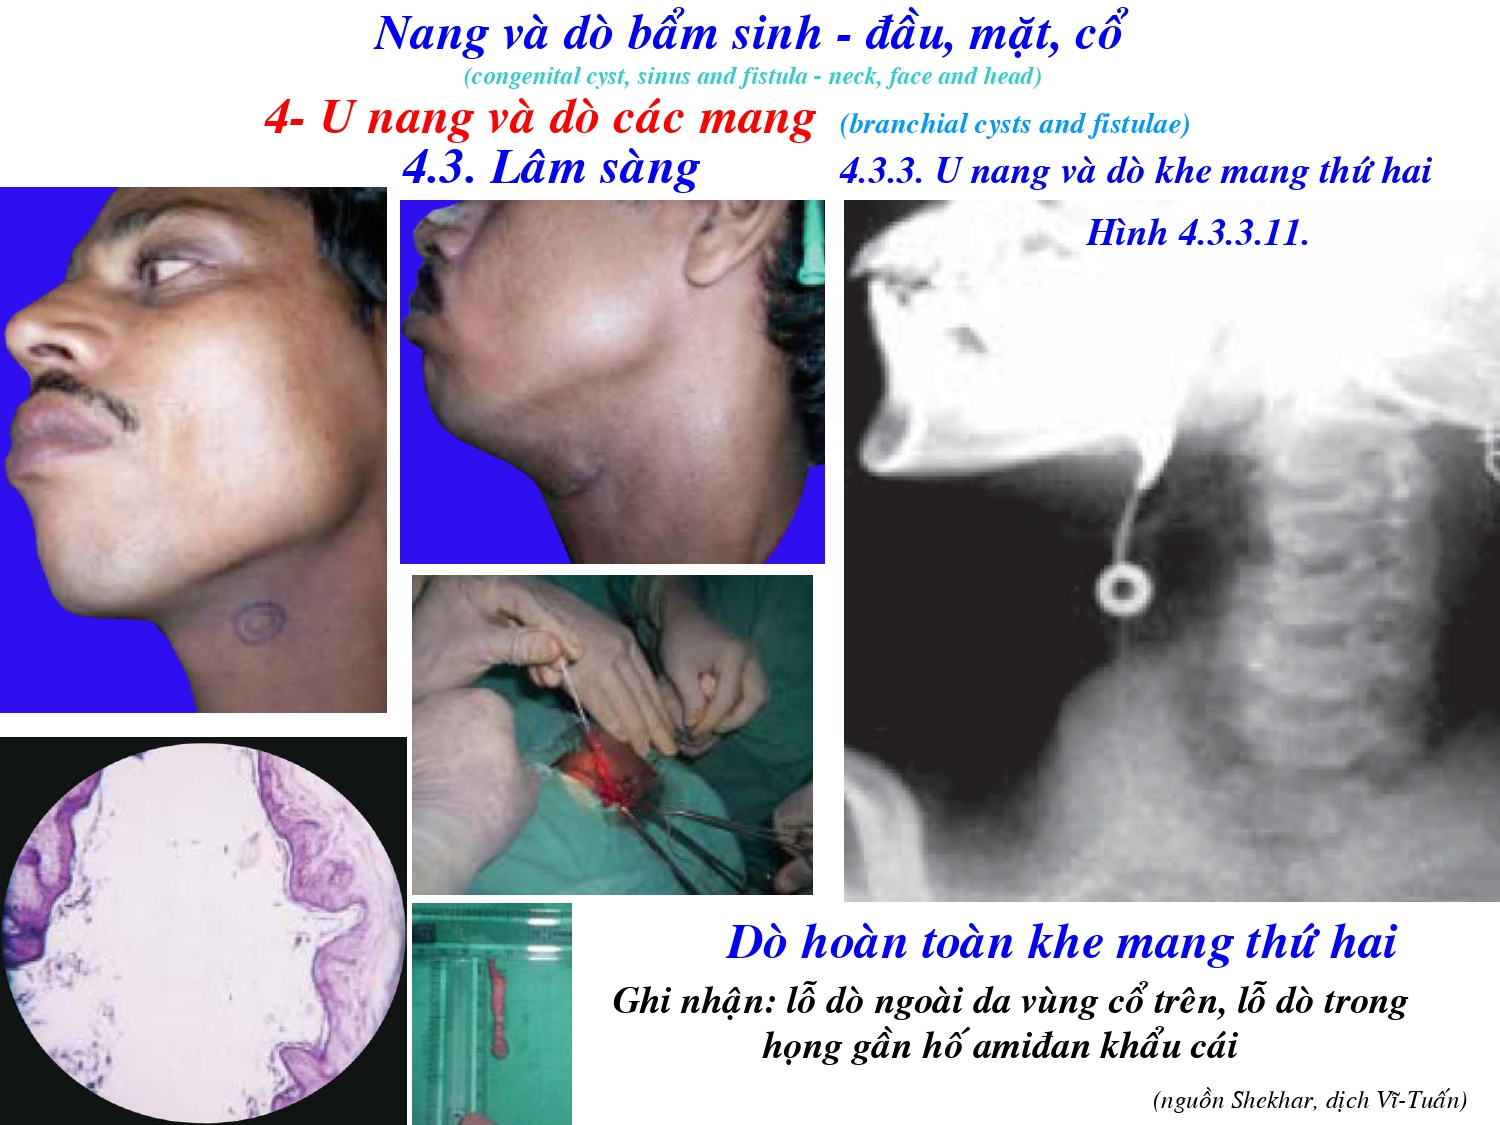 Nang và dò bẩm sinh - đầu, mặt, cổ
(congenital cyst, sinus and fistula - neck, face and head)
4- U nang và dò các mang (branchial cysts and fistulae)
4.3. Lâm sàng 4.3.3. U nang và dò khe mang thứ hai
Hình 4.3.3.11.
Dò hoàn toàn khe mang thứ hai
Ghi nhận: lỗ dò ngoài da vùng cổ trên, lỗ dò trong
họng gần hố amiđan khẩu cái
(nguồn Shekhar, dịch Vĩ-Tuấn)